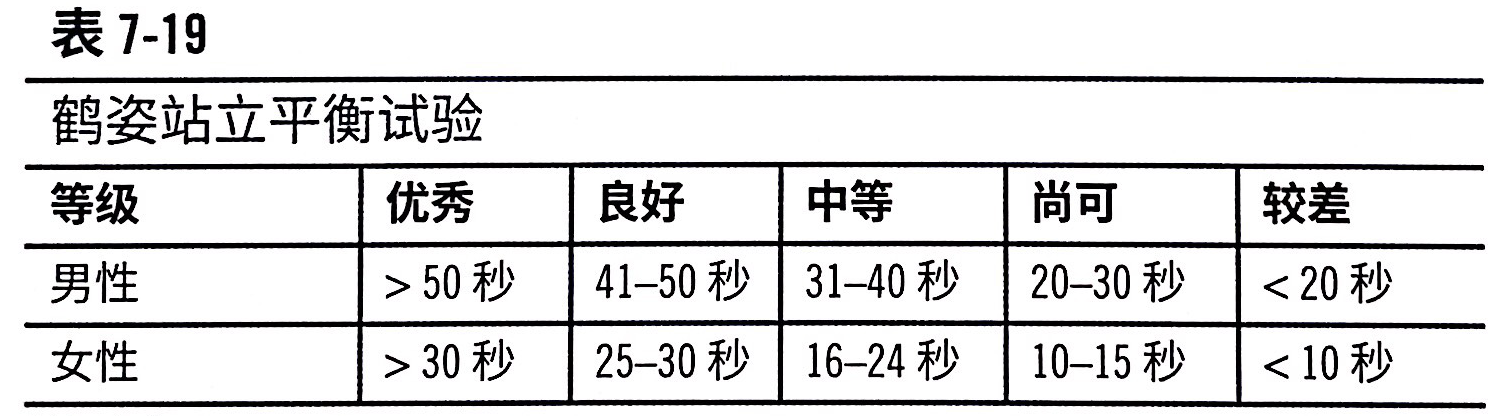 表 7-19
鹤姿站立平衡试验
等级 优秀 良好 中等 尚可 较差
男性 > 50 秒 41–50 秒 31–40 秒 20–30 秒 < 20 秒
女性 > 30 秒 25–30 秒 16–24 秒 10–15 秒 < 10 秒